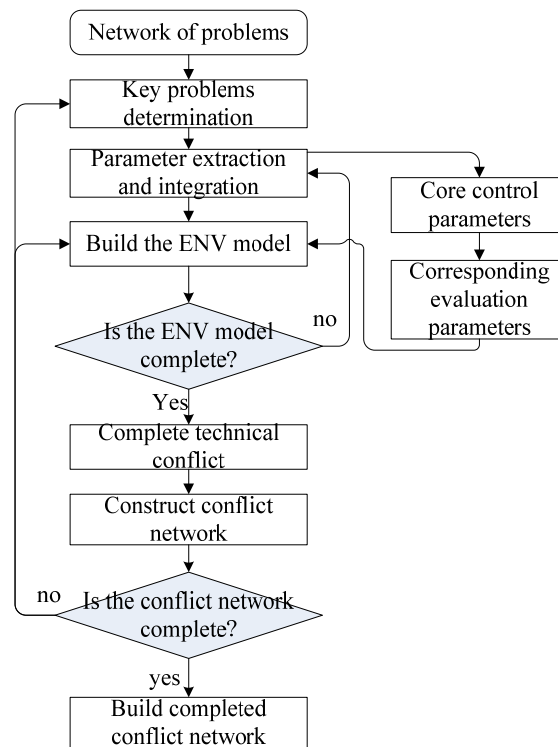 Network of problems
Key problems
determination
Parameter extraction
and integration
Core control
parameters
Build the ENV model
Corresponding
evaluation
parameters
Is the ENV model
complete?
no
Yes
Complete technical
conflict
Construct conflict
network
no
Is the conflict network
complete?
yes
Build completed
conflict network